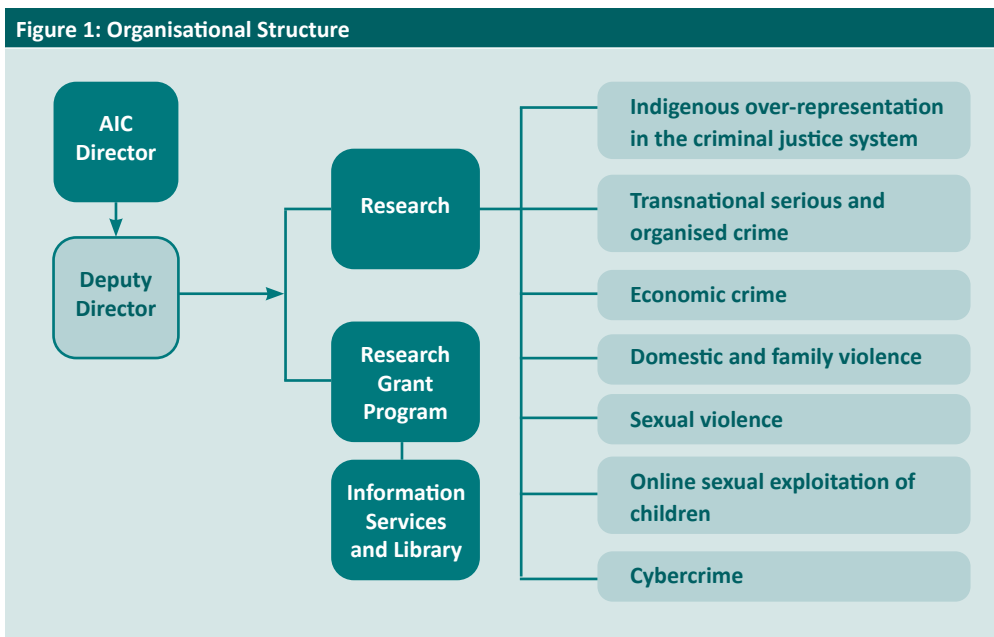 Figure 1: Organisational Structure
AIC
Director
Deputy
Director
Research
Research
Grant
Program
Information
Services
and Library
Indigenous over-representation
in the criminal justice system
Transnational serious and
organised crime
Economic crime
Domestic and family violence
Sexual violence
Online sexual exploitation of
children
Cybercrime